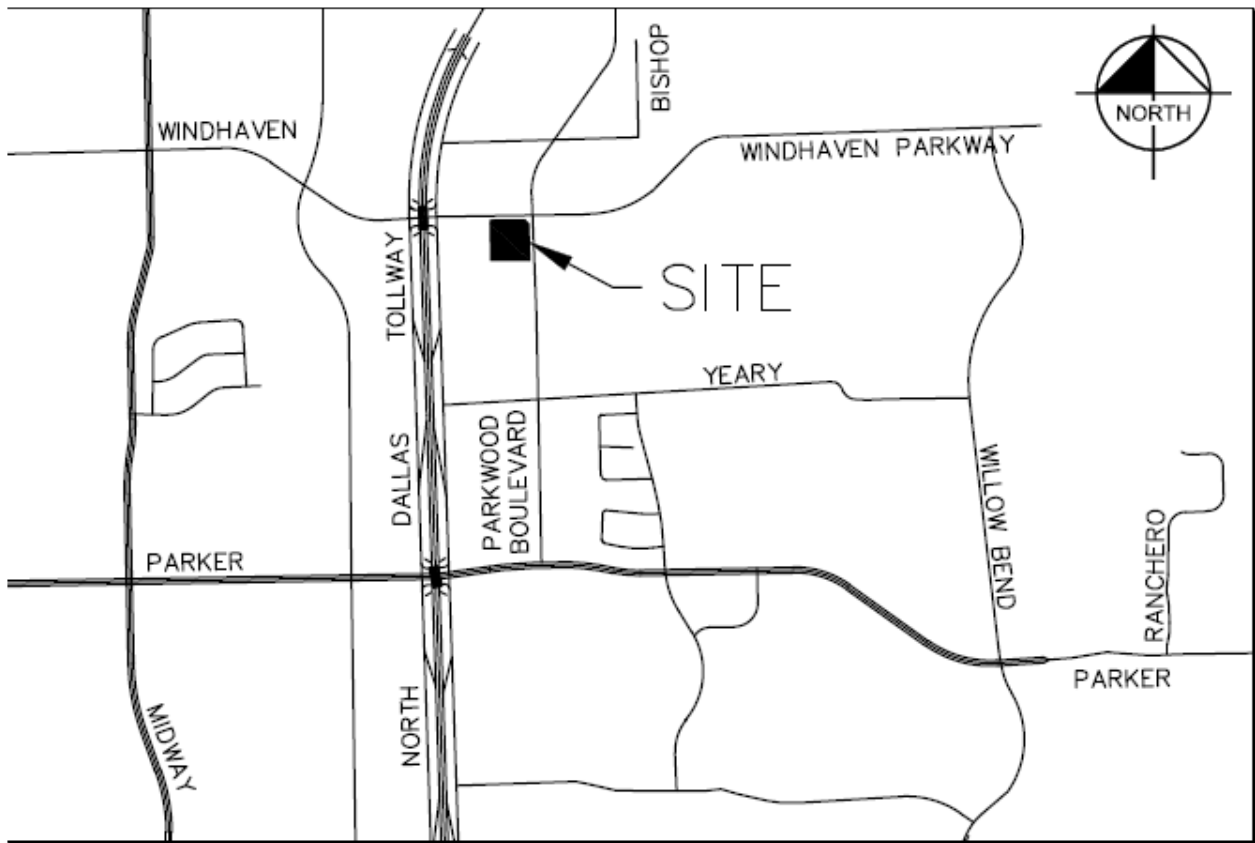 BISHOP
WINDHAVEN
NORTH
WINDHAVEN PARKWAY
TOLLWAY
SITE
YEARY
DALLAS
PARKWOOD
BOULEVARD
WILLOW BEND
RANCHERO
PARKER
PARKER
NORTH
MIDWAY